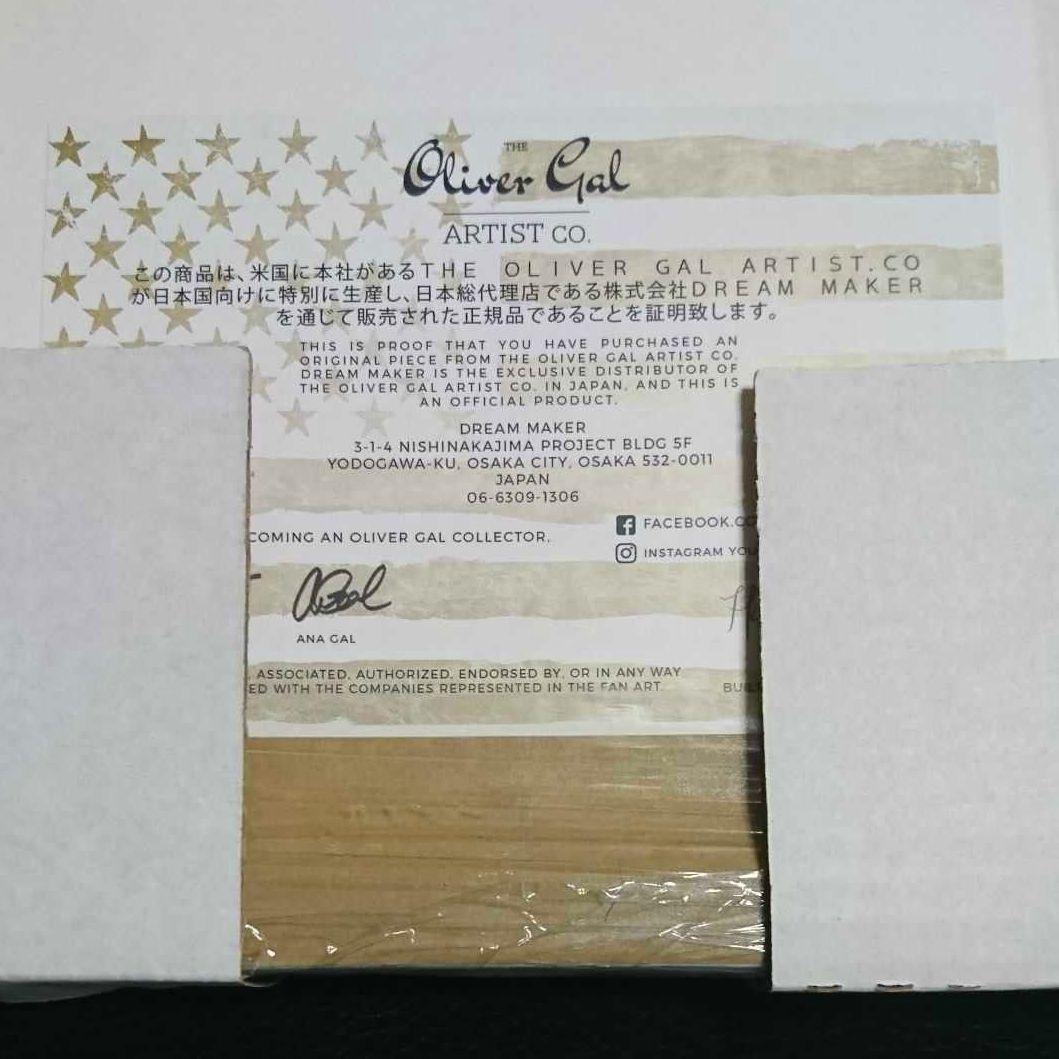 THE
Oliver Gal
ARTIST CO.
この商品は、米国に本社があるTHE OLIVER GAL ARTIST.CO
が日本国向けに特別に生産し、日本総代理店である株式会社DREAM MAKER
を通じて販売された正規品であることを証明致します。
THIS IS PROOF THAT YOU HAVE PURCHASED AN
ORIGINAL PIECE FROM THE OLIVER GAL ARTIST CO.
DREAM MAKER IS THE EXCLUSIVE DISTRIBUTOR OF
THE OLIVER GAL ARTIST CO. IN JAPAN, AND THIS IS
AN OFFICIAL PRODUCT.
DREAM MAKER
3-1-4 NISHINAKAJIMA PROJECT BLDG 5F
YODOGAWA-KU, OSAKA CITY, OSAKA 532-0011
JAPAN
06-6309-1306
COMING AN OLIVER GAL COLLECTOR.
FACEBOOK.CO
INSTAGRAM YOU
ANA GAL
ASSOCIATED, AUTHORIZED, ENDORSED BY, OR IN ANY WAY
ED WITH THE COMPANIES REPRESENTED IN THE FAN ART.